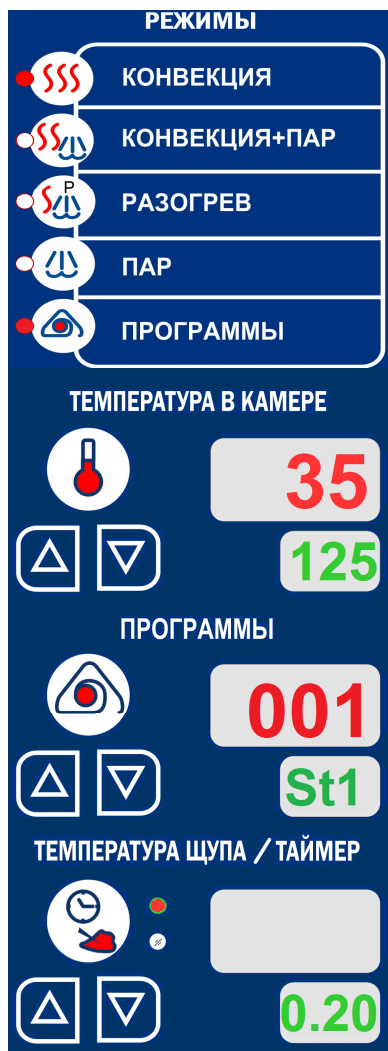 РЕЖИМЫ
КОНВЕКЦИЯ
КОНВЕКЦИЯ+ПАР
P
РАЗОГРЕВ
ПАР
ПРОГРАММЫ
ТЕМПЕРАТУРА В КАМЕРЕ
35
125
ПРОГРАММЫ
001
St1
ТЕМПЕРАТУРА ЩУПА / ТАЙМЕР
0.20